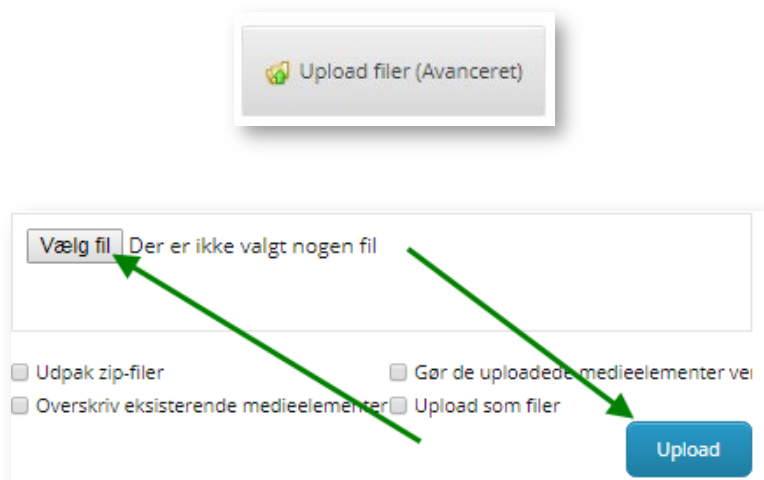 Upload filer (Avanceret)
Vælg fil Der er ikke valgt nogen fil
Udpak zip-filer
Gør de uploadede medieelementer
Overskriv eksisterende medieelementer
Upload som filer
Upload